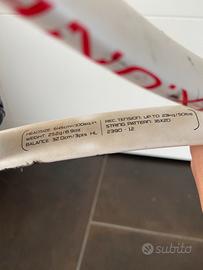 HEADSIZE: 645cm²/100sq.in
WEIGHT: 252g/8.9oz
BALANCE: 32.0cm/3pts HL
REC. TENSION: UP TO 23kg/50lbs
STRING PATTERN: 16X20
2390 - 12
subito